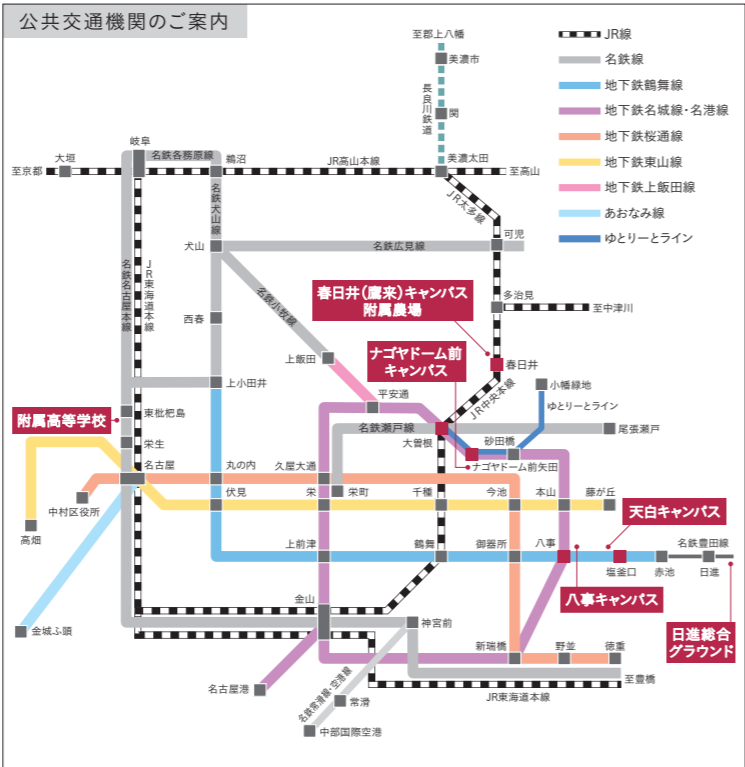 公共交通機関のご案内
JR線
名鉄線
地下鉄鶴舞線
地下鉄名城線・名港線
地下鉄桜通線
地下鉄東山線
地下鉄上飯田線
あおなみ線
ゆとりーとライン
至郡上八幡
美濃市
長良川鉄道
関
岐阜
大垣
名鉄各務原線
鵜沼
JR高山本線
美濃太田
至京都
至高山
JR太多線
名鉄犬山線
可児
犬山
名鉄広見線
名鉄名古屋本線
JR東海道本線
名鉄小牧線
春日井(鷹来)キャンパス
附属農場
多治見
至中津川
西春
上飯田
ナゴヤドーム前
キャンパス
春日井
小幡緑地
上小田井
平安通
JR中央本線
ゆとりーとライン
附属高等学校
東枇杷島
名鉄瀬戸線
尾張瀬戸
大曽根
砂田橋
栄生
ナゴヤドーム前矢田
名古屋
丸の内
久屋大通
中村区役所
伏見
栄
栄町
千種
今池
本山
藤が丘
高畑
天白キャンパス
上前津
鶴舞
御器所
八事
名鉄豊田線
塩釜口
赤池
日進
八事キャンパス
金山
神宮前
日進総合
グラウンド
金城ふ頭
新瑞橋
野並
徳重
至豊橋
名古屋港
名鉄常滑線・空港線
常滑
JR東海道本線
中部国際空港